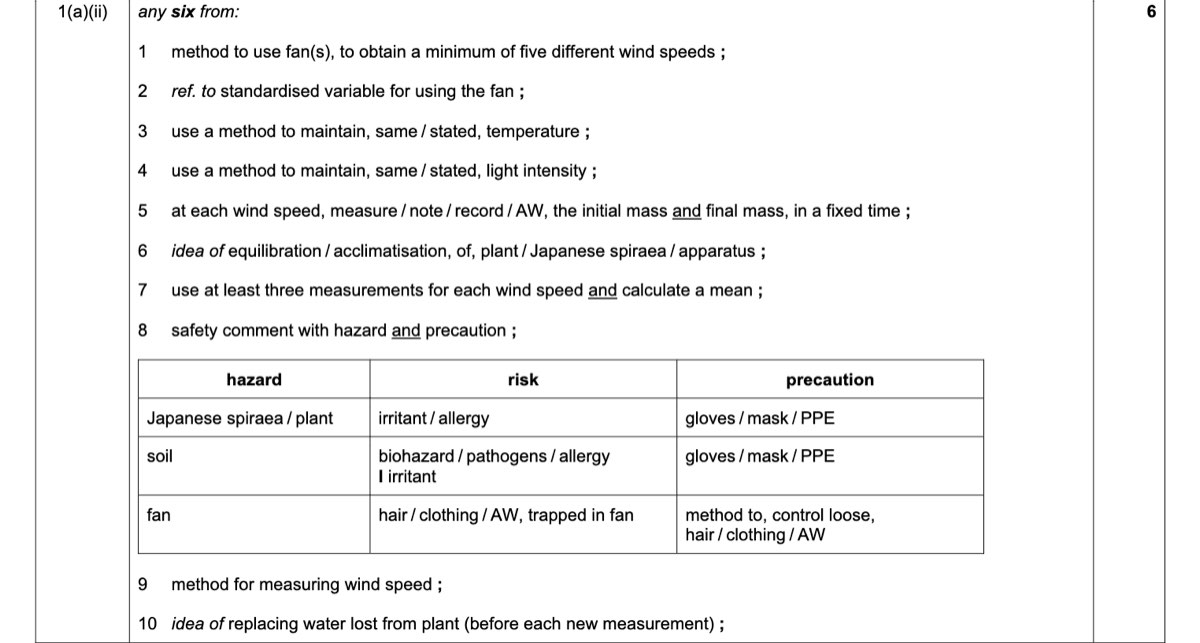 1(a)(ii) any six from: 6
1 method to use fan(s), to obtain a minimum of five different wind speeds ;
2 ref. to standardised variable for using the fan ;
3 use a method to maintain, same / stated, temperature ;
4 use a method to maintain, same / stated, light intensity ;
5 at each wind speed, measure / note / record / AW, the initial mass and final mass, in a fixed time ;
6 idea of equilibration / acclimatisation, of, plant / Japanese spiraea / apparatus ;
7 use at least three measurements for each wind speed and calculate a mean ;
8 safety comment with hazard and precaution ;
hazard risk precaution
Japanese spiraea / plant irritant / allergy gloves / mask / PPE
soil biohazard / pathogens / allergy gloves / mask / PPE
I irritant
fan hair / clothing / AW, trapped in fan method to, control loose,
hair / clothing / AW
9 method for measuring wind speed ;
10 idea of replacing water lost from plant (before each new measurement) ;